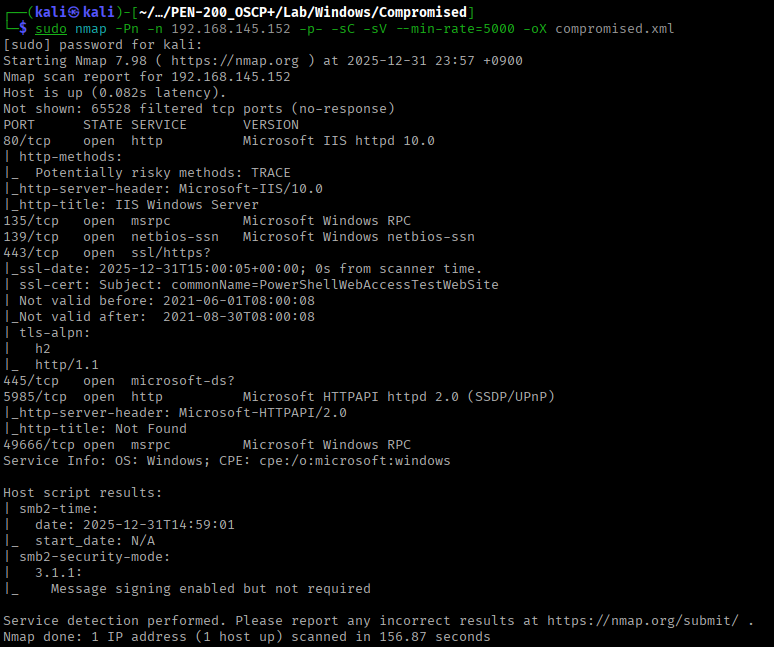 ┌──(kali㉿kali)-[~/…/PEN-200_OSCP+/Lab/Windows/Compromised]
└─$ sudo nmap -Pn -n 192.168.145.152 -p- -sC -sV --min-rate=5000 -oX compromised.xml
[sudo] password for kali:
Starting Nmap 7.98 ( https://nmap.org ) at 2025-12-31 23:57 +0900
Nmap scan report for 192.168.145.152
Host is up (0.082s latency).
Not shown: 65528 filtered tcp ports (no-response)
PORT      STATE SERVICE       VERSION
80/tcp    open  http          Microsoft IIS httpd 10.0
| http-methods:
|_  Potentially risky methods: TRACE
|_http-server-header: Microsoft-IIS/10.0
|_http-title: IIS Windows Server
135/tcp   open  msrpc         Microsoft Windows RPC
139/tcp   open  netbios-ssn   Microsoft Windows netbios-ssn
443/tcp   open  ssl/https?
|_ssl-date: 2025-12-31T15:00:05+00:00; 0s from scanner time.
| ssl-cert: Subject: commonName=PowerShellWebAccessTestWebSite
| Not valid before: 2021-06-01T08:00:08
|_Not valid after:  2021-08-30T08:00:08
| tls-alpn:
|   h2
|_  http/1.1
445/tcp   open  microsoft-ds?
5985/tcp  open  http          Microsoft HTTPAPI httpd 2.0 (SSDP/UPnP)
|_http-server-header: Microsoft-HTTPAPI/2.0
|_http-title: Not Found
49666/tcp open  msrpc         Microsoft Windows RPC
Service Info: OS: Windows; CPE: cpe:/o:microsoft:windows

Host script results:
| smb2-time:
|   date: 2025-12-31T14:59:01
|_  start_date: N/A
| smb2-security-mode:
|   3.1.1:
|_    Message signing enabled but not required

Service detection performed. Please report any incorrect results at https://nmap.org/submit/ .
Nmap done: 1 IP address (1 host up) scanned in 156.87 seconds